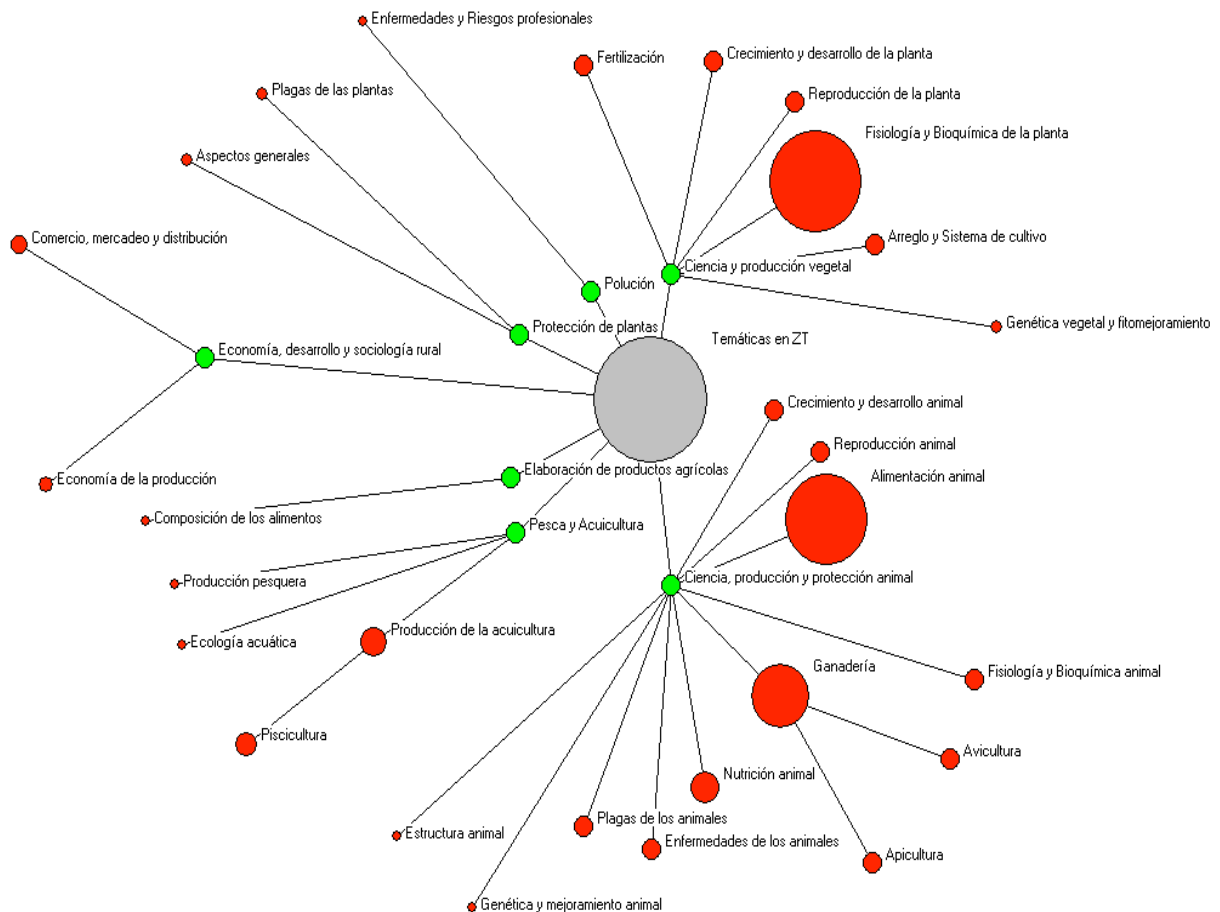 Enfermedades y Riesgos profesionales
Fertilización
Crecimiento y desarrollo de la planta
Plagas de las plantas
Reproducción de la planta
Fisiología y Bioquímica de la planta
Aspectos generales
Comercio, mercadeo y distribución
Arreglo y Sistema de cultivo
Ciencia y producción vegetal
Polución
Genética vegetal y fitomejoramiento
Protección de plantas
Temáticas en ZT
Economía, desarrollo y sociología rural
Crecimiento y desarrollo animal
Reproducción animal
Elaboración de productos agrícolas
Alimentación animal
Economía de la producción
Composición de los alimentos
Pesca y Acuicultura
Ciencia, producción y protección animal
Producción pesquera
Producción de la acuicultura
Ecología acuática
Ganadería
Fisiología y Bioquímica animal
Piscicultura
Avicultura
Nutrición animal
Plagas de los animales
Estructura animal
Enfermedades de los animales
Apicultura
Genética y mejoramiento animal